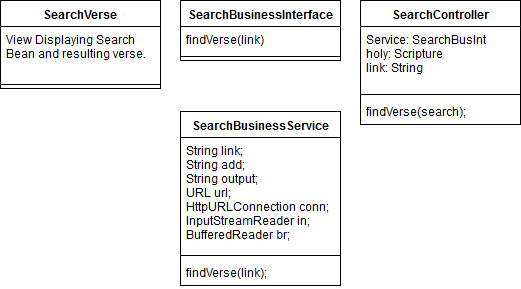 SearchVerse
View Displaying Search
Bean and resulting verse.
SearchBusinessInterface
findVerse(link)
SearchController
Service: SearchBusInt
holy: Scripture
link: String
findVerse(search);
SearchBusinessService
String link;
String add;
String output;
URL url;
HttpURLConnection conn;
InputStreamReader in;
BufferedReader br;
findVerse(link);